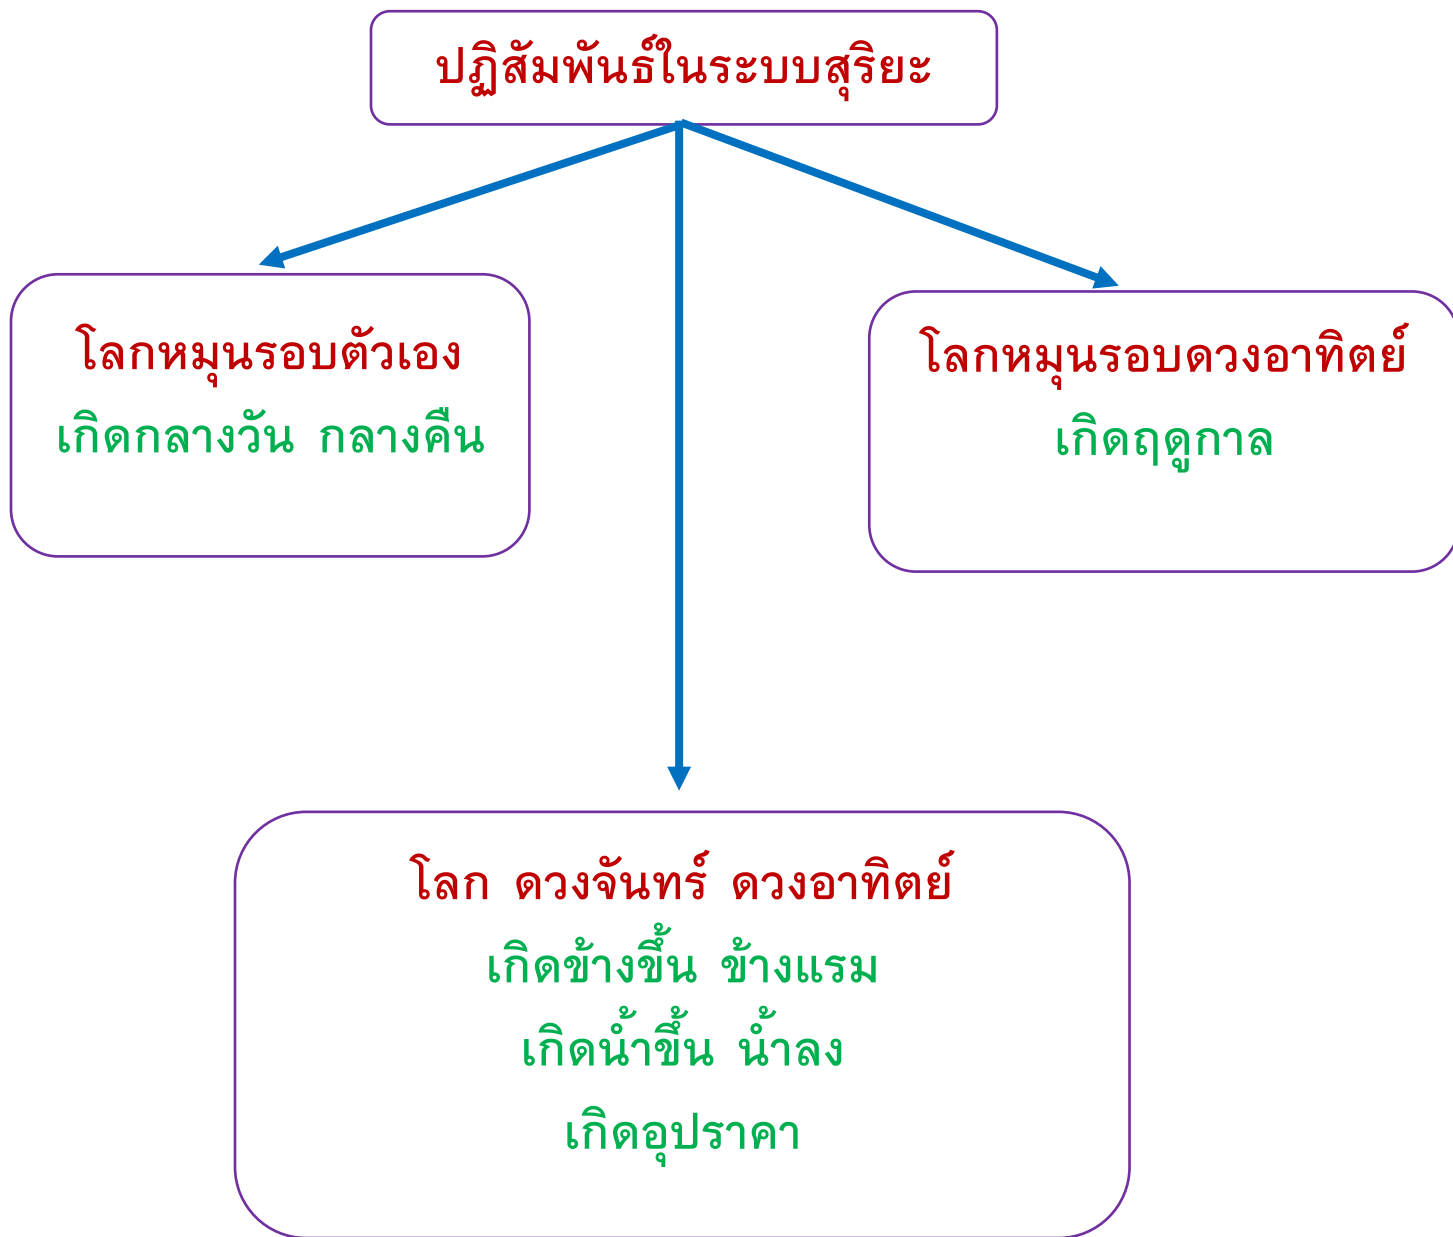 ปฏิสัมพันธ์ในระบบสุริยะ
โลกหมุนรอบตัวเอง
เกิดกลางวัน กลางคืน
โลกหมุนรอบดวงอาทิตย์
เกิดฤดูกาล
โลก ดวงจันทร์ ดวงอาทิตย์
เกิดข้างขึ้น ข้างแรม
เกิดน้ำขึ้น น้ำลง
เกิดอุปราคา